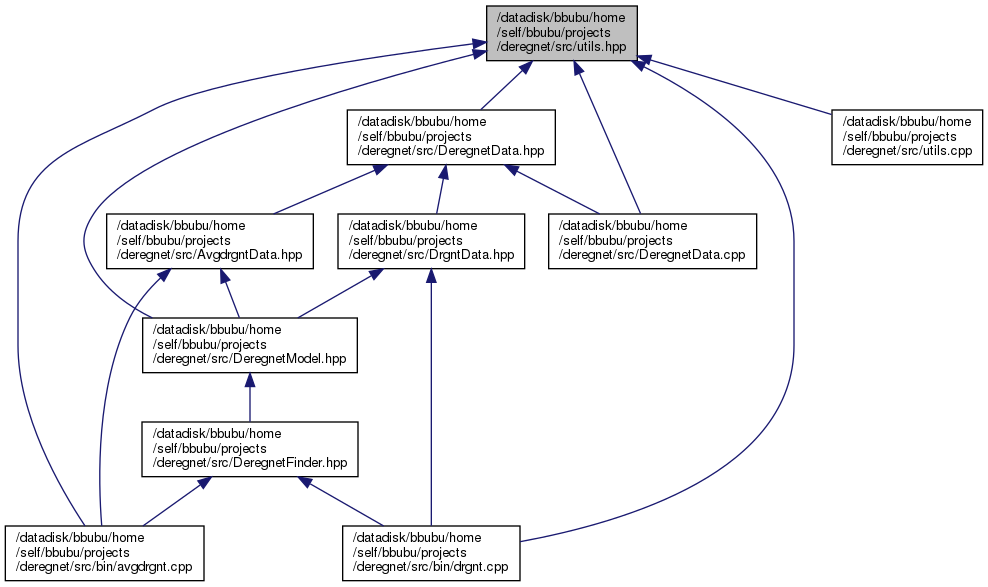 /datadisk/bbubu/home
/self/bbubu/projects
/deregnet/src/utils.hpp
/datadisk/bbubu/home
/self/bbubu/projects
/deregnet/src/DeregnetData.hpp
/datadisk/bbubu/home
/self/bbubu/projects
/deregnet/src/utils.cpp
/datadisk/bbubu/home
/self/bbubu/projects
/deregnet/src/AvgdrgntData.hpp
/datadisk/bbubu/home
/self/bbubu/projects
/deregnet/src/DrgntData.hpp
/datadisk/bbubu/home
/self/bbubu/projects
/deregnet/src/DeregnetData.cpp
/datadisk/bbubu/home
/self/bbubu/projects
/deregnet/src/DeregnetModel.hpp
/datadisk/bbubu/home
/self/bbubu/projects
/deregnet/src/DeregnetFinder.hpp
/datadisk/bbubu/home
/self/bbubu/projects
/deregnet/src/bin/avgdrgnt.cpp
/datadisk/bbubu/home
/self/bbubu/projects
/deregnet/src/bin/drgnt.cpp